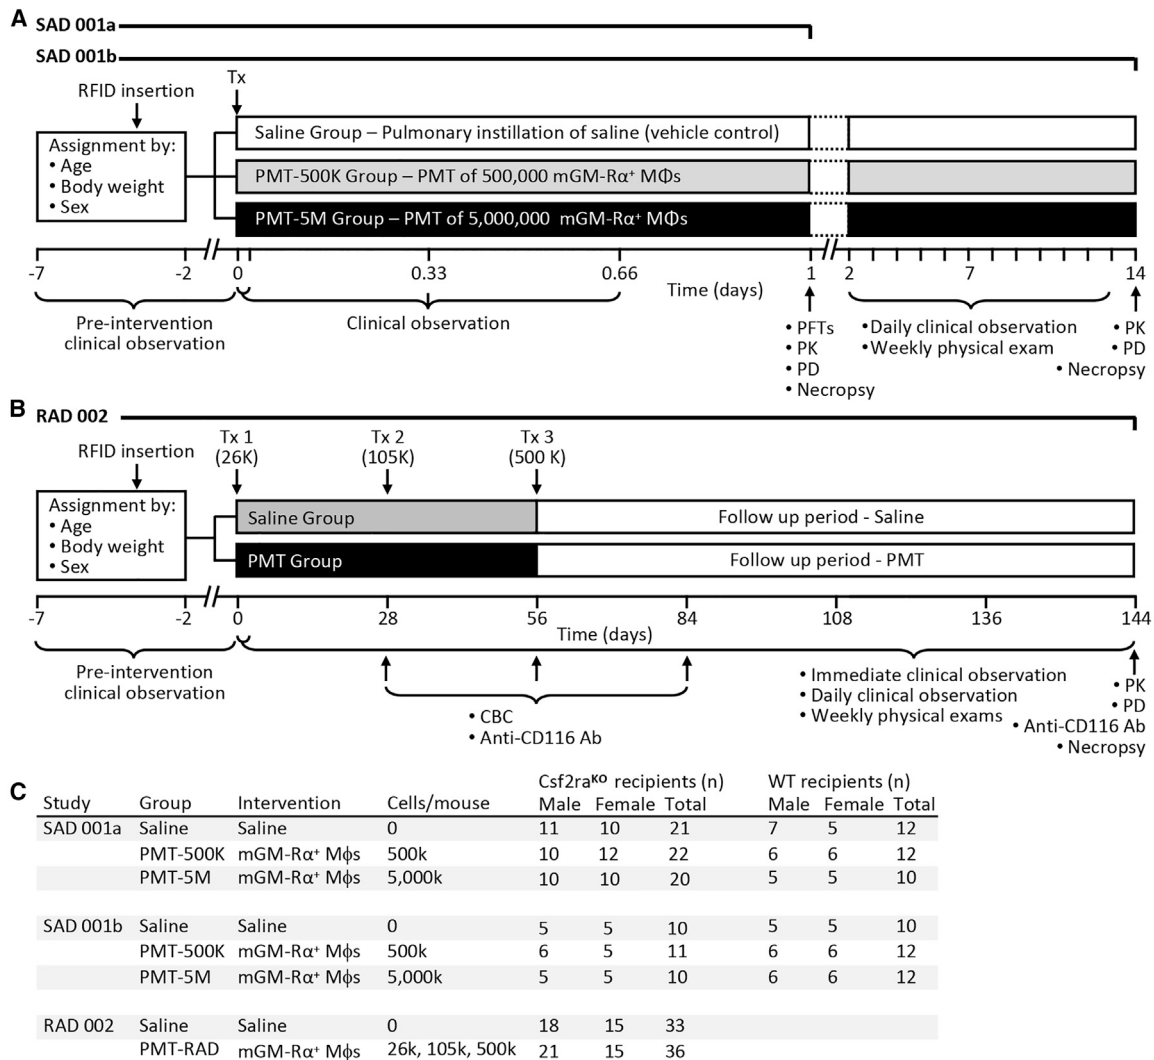 A
SAD 001a
SAD 001b
RFID insertion
Tx
Assignment by:
• Age
• Body weight
• Sex
Saline Group – Pulmonary instillation of saline (vehicle control)
PMT-500K Group – PMT of 500,000 mGM-Rα⁺ MΦs
PMT-5M Group – PMT of 5,000,000 mGM-Rα⁺ MΦs
-7 -2 0 0.33 0.66 1 2 7 14
Time (days)
Pre-intervention
clinical observation
Clinical observation
• PFTs
• PK
• PD
• Necropsy
•Daily clinical observation
•Weekly physical exam
• PK
• PD
• Necropsy
B
RAD 002
RFID insertion
Tx 1
(26K)
Tx 2
(105K)
Tx 3
(500 K)
Assignment by:
• Age
• Body weight
• Sex
Saline Group
Follow up period - Saline
PMT Group
Follow up period - PMT
-7 -2 0 28 56 84 108 136 144
Time (days)
Pre-intervention
clinical observation
• CBC
• Anti-CD116 Ab
• Immediate clinical observation
• Daily clinical observation
• Weekly physical exams
• PK
• PD
• Anti-CD116 Ab
• Necropsy
C
Csf2raᴷᴼ recipients (n) WT recipients (n)
Study Group Intervention Cells/mouse Male Female Total Male Female Total
SAD 001a Saline Saline 0 11 10 21 7 5 12
PMT-500K mGM-Rα⁺ Mϕs 500k 10 12 22 6 6 12
PMT-5M mGM-Rα⁺ Mϕs 5,000k 10 10 20 5 5 10
SAD 001b Saline Saline 0 5 5 10 5 5 10
PMT-500K mGM-Rα⁺ Mϕs 500k 6 5 11 6 6 12
PMT-5M mGM-Rα⁺ Mϕs 5,000k 5 5 10 6 6 12
RAD 002 Saline Saline 0 18 15 33
PMT-RAD mGM-Rα⁺ Mϕs 26k, 105k, 500k 21 15 36